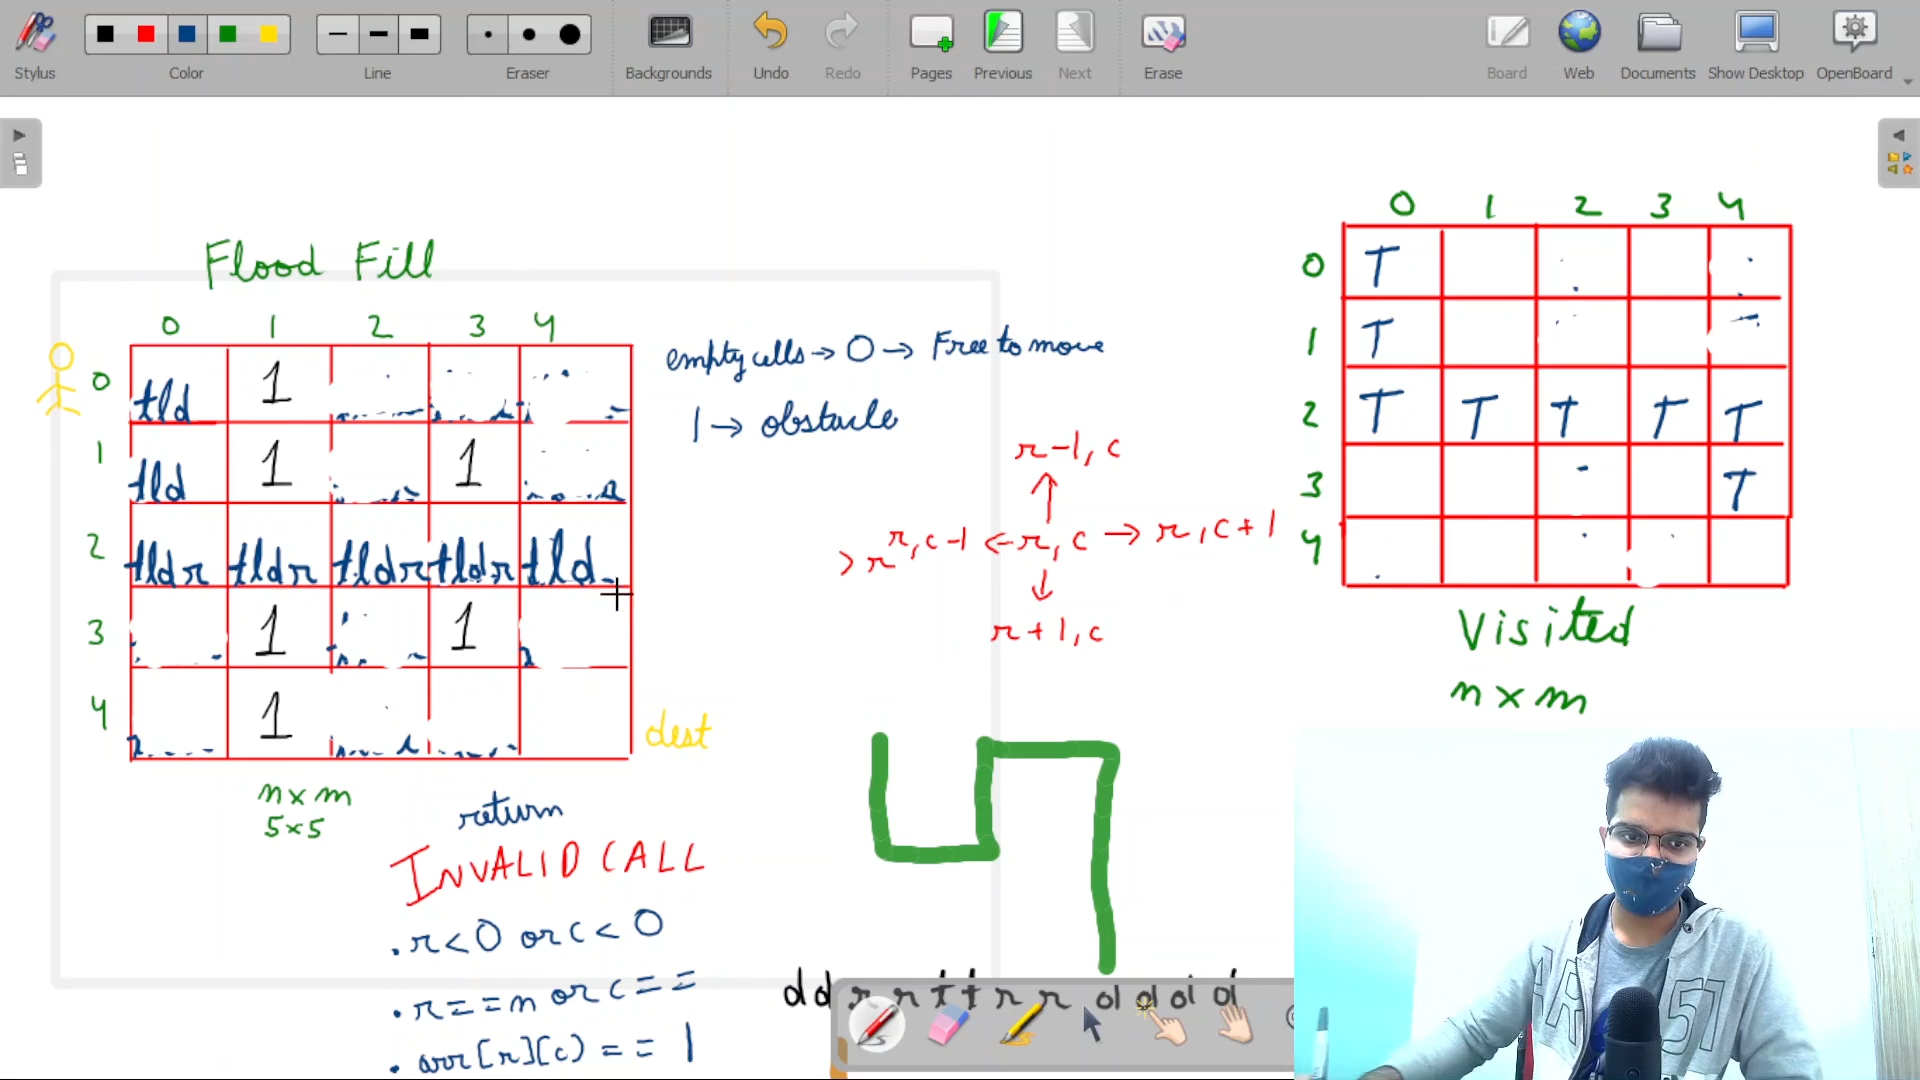 Stylus
Color
Line
Eraser
Backgrounds
Undo
Redo
Pages
Previous
Next
Erase
Board
Web
Documents
Show Desktop
OpenBoard
Flood Fill
0 1 2 3 4
0 tld 1
1 tld 1 1
2 tldr tldr tldr tldr tld
3 1 1
4 1
dest
n x m
5 x 5
empty cells → 0 → Free to move
1 → obstacle
r-1, c
r, c-1 ← r, c → r, c+1
> r
r+1, c
0 1 2 3 4
0 T
1 T
2 T T T T T
3 T
4
Visited
n x m
return
INVALID CALL
. r < 0 or c < 0
. r == n or c ==
. arr[r][c) == 1
d d r r t t r r d d d d
57